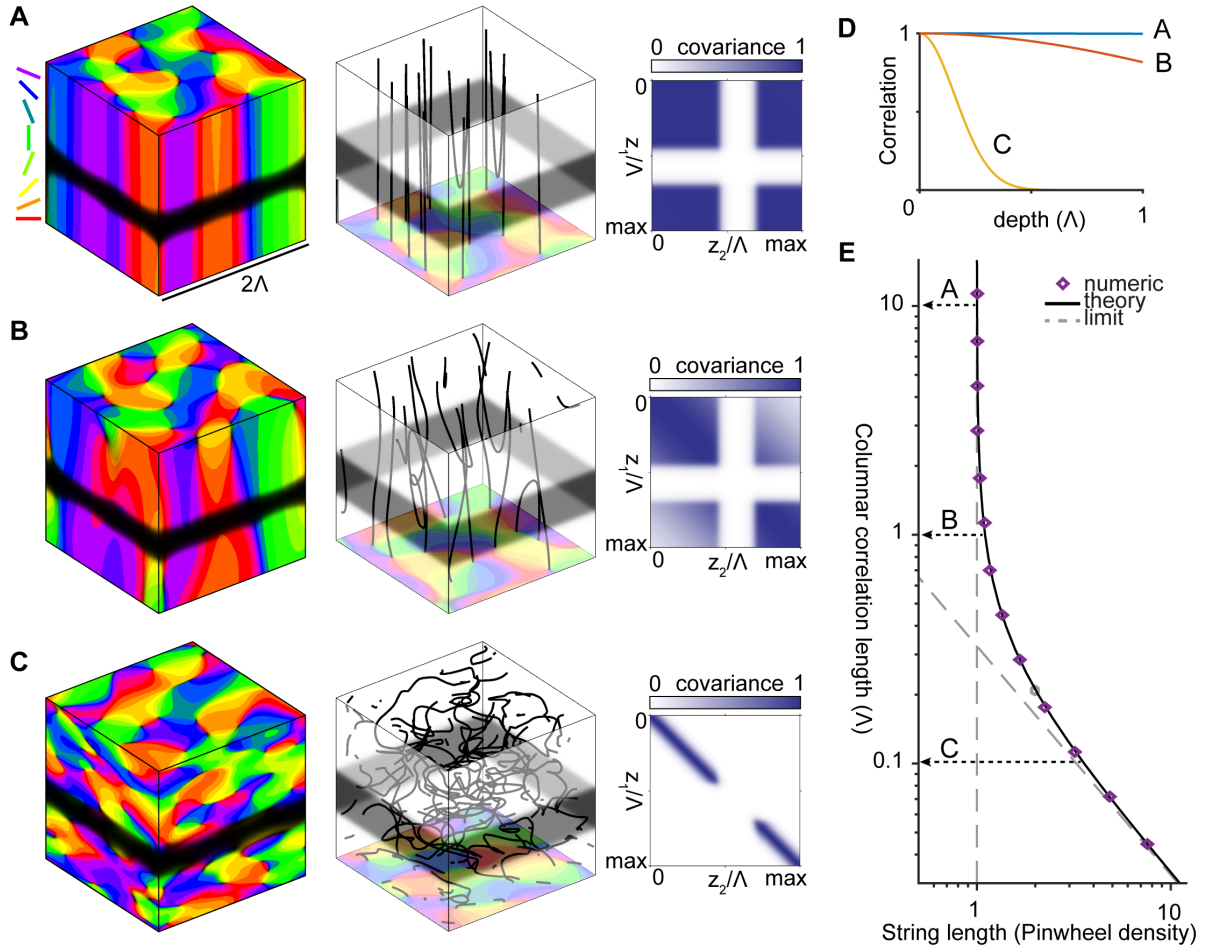 A
2Λ
0 covariance 1
0
z₁/Λ
max
0 z₂/Λ max
B
0 covariance 1
0
z₁/Λ
max
0 z₂/Λ max
C
0 covariance 1
0
z₁/Λ
max
0 z₂/Λ max
D
1
Correlation
A
B
C
0
depth (Λ)
1
E
10
1
0.1
Columnar correlation length (Λ)
A
B
C
numeric
theory
limit
1
10
String length (Pinwheel density)